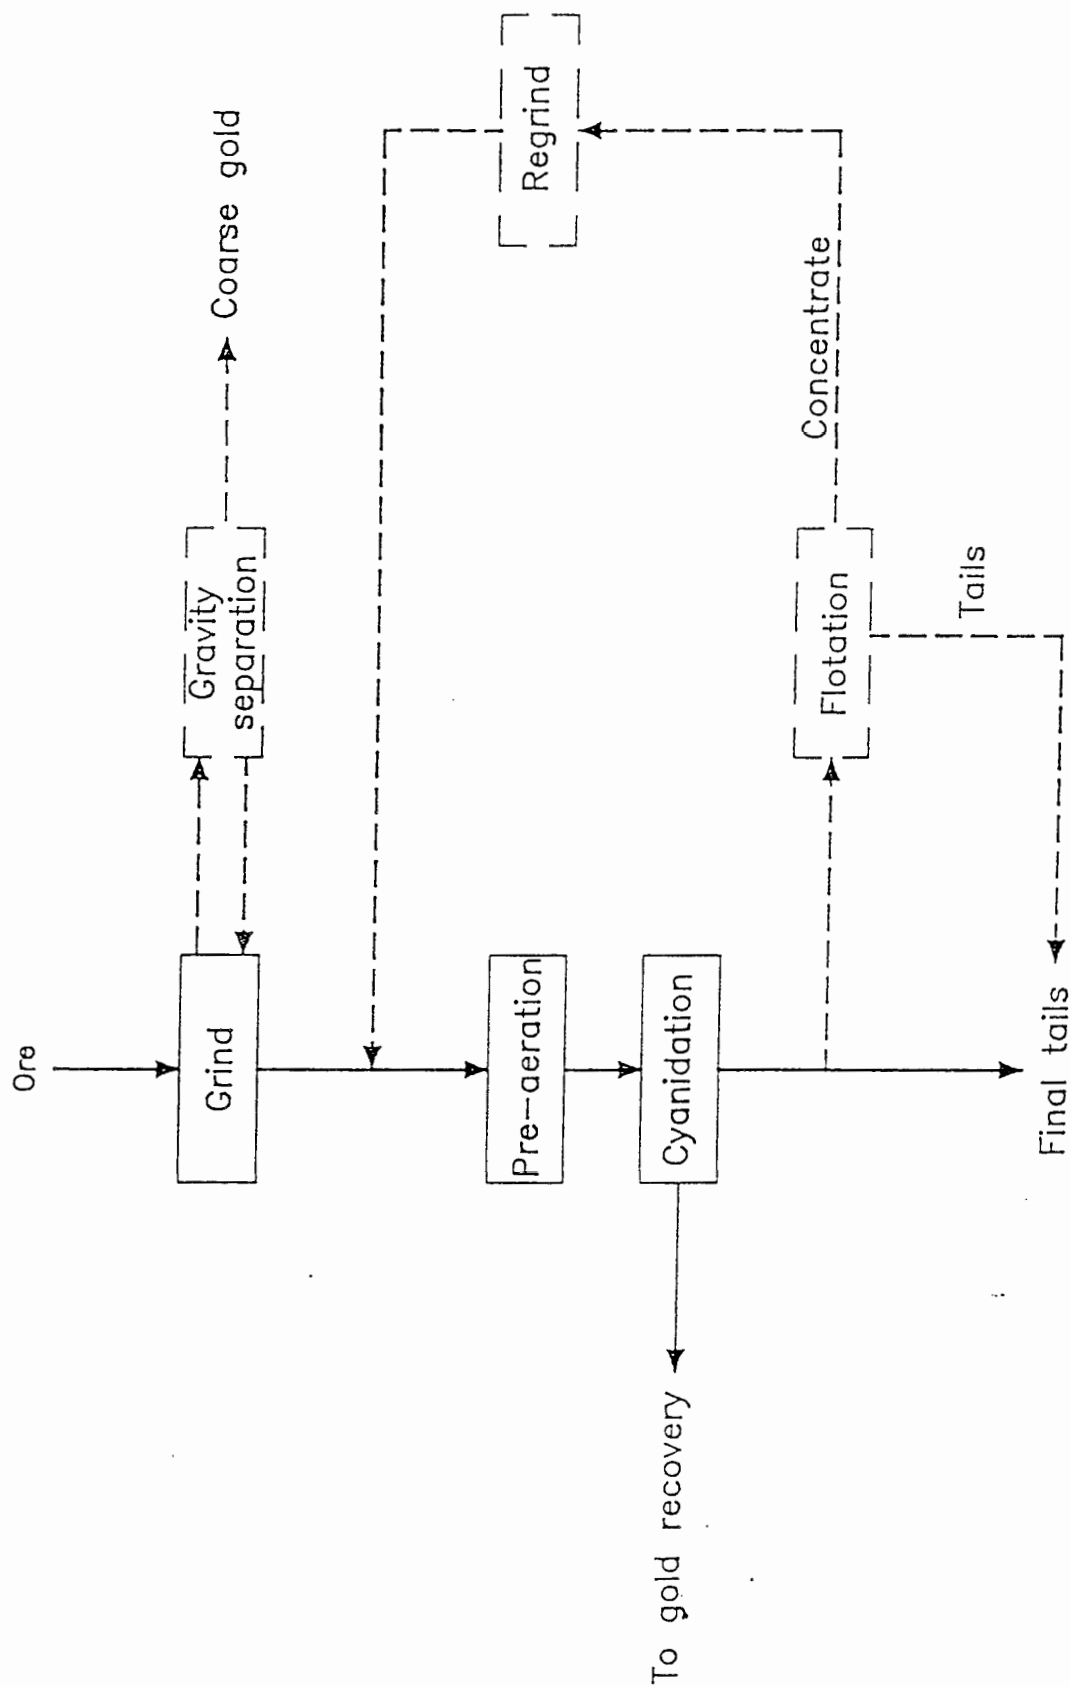 Ore
Grind
Gravity
separation
Coarse gold
Regrind
Pre-aeration
Cyanidation
To gold recovery
Flotation
Concentrate
Tails
Final tails